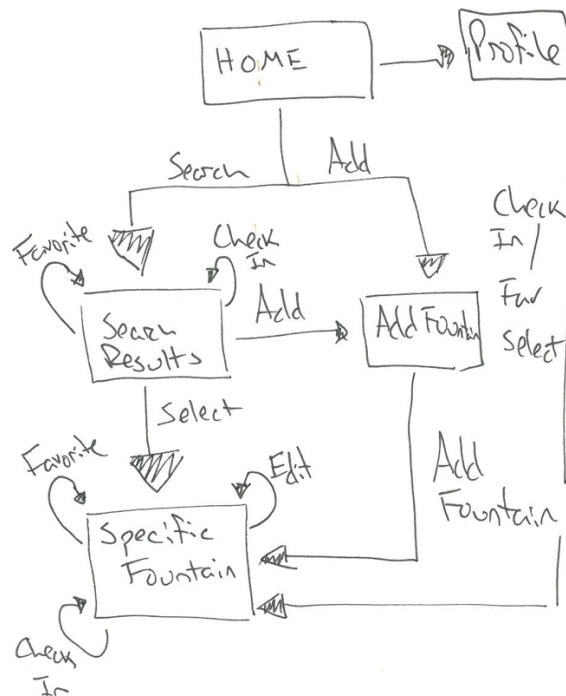 HOME
Profile
Search
Add
Favorite
Check
In
Check
In /
Fav
Select
Add
Search
Results
Add Fountain
Select
Favorite
Edit
Add
Fountain
Specific
Fountain
Check
In